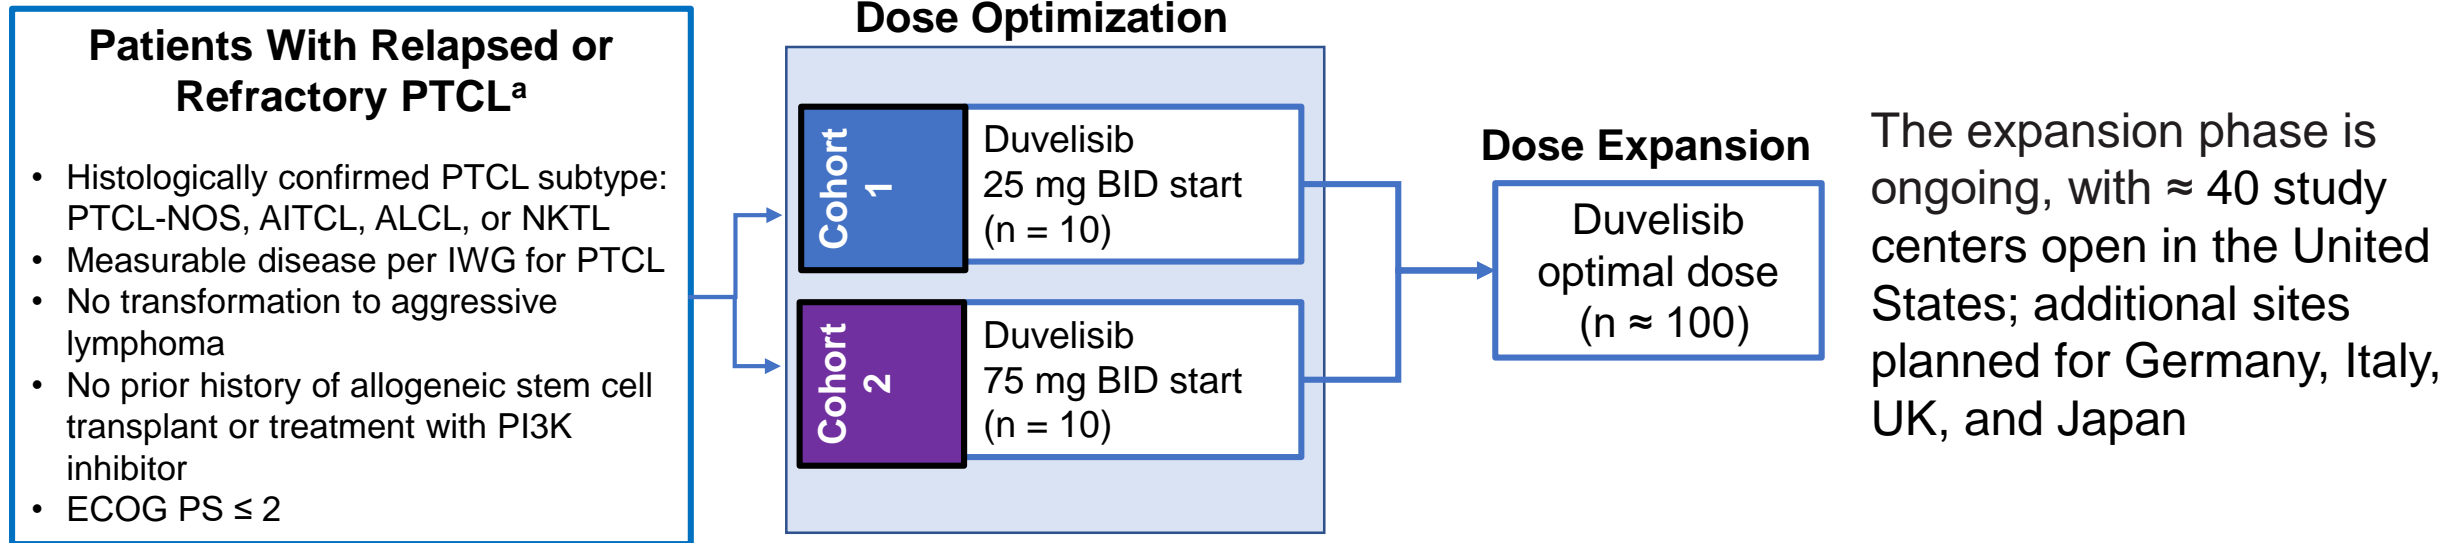 Patients With Relapsed or
Refractory PTCLᵃ
• Histologically confirmed PTCL subtype:
PTCL-NOS, AITCL, ALCL, or NKTL
• Measurable disease per IWG for PTCL
• No transformation to aggressive
lymphoma
• No prior history of allogeneic stem cell
transplant or treatment with PI3K
inhibitor
• ECOG PS ≤ 2
Dose Optimization
Cohort
1
Duvelisib
25 mg BID start
(n = 10)
Cohort
2
Duvelisib
75 mg BID start
(n = 10)
Dose Expansion
Duvelisib
optimal dose
(n ≈ 100)
The expansion phase is
ongoing, with ≈ 40 study
centers open in the United
States; additional sites
planned for Germany, Italy,
UK, and Japan